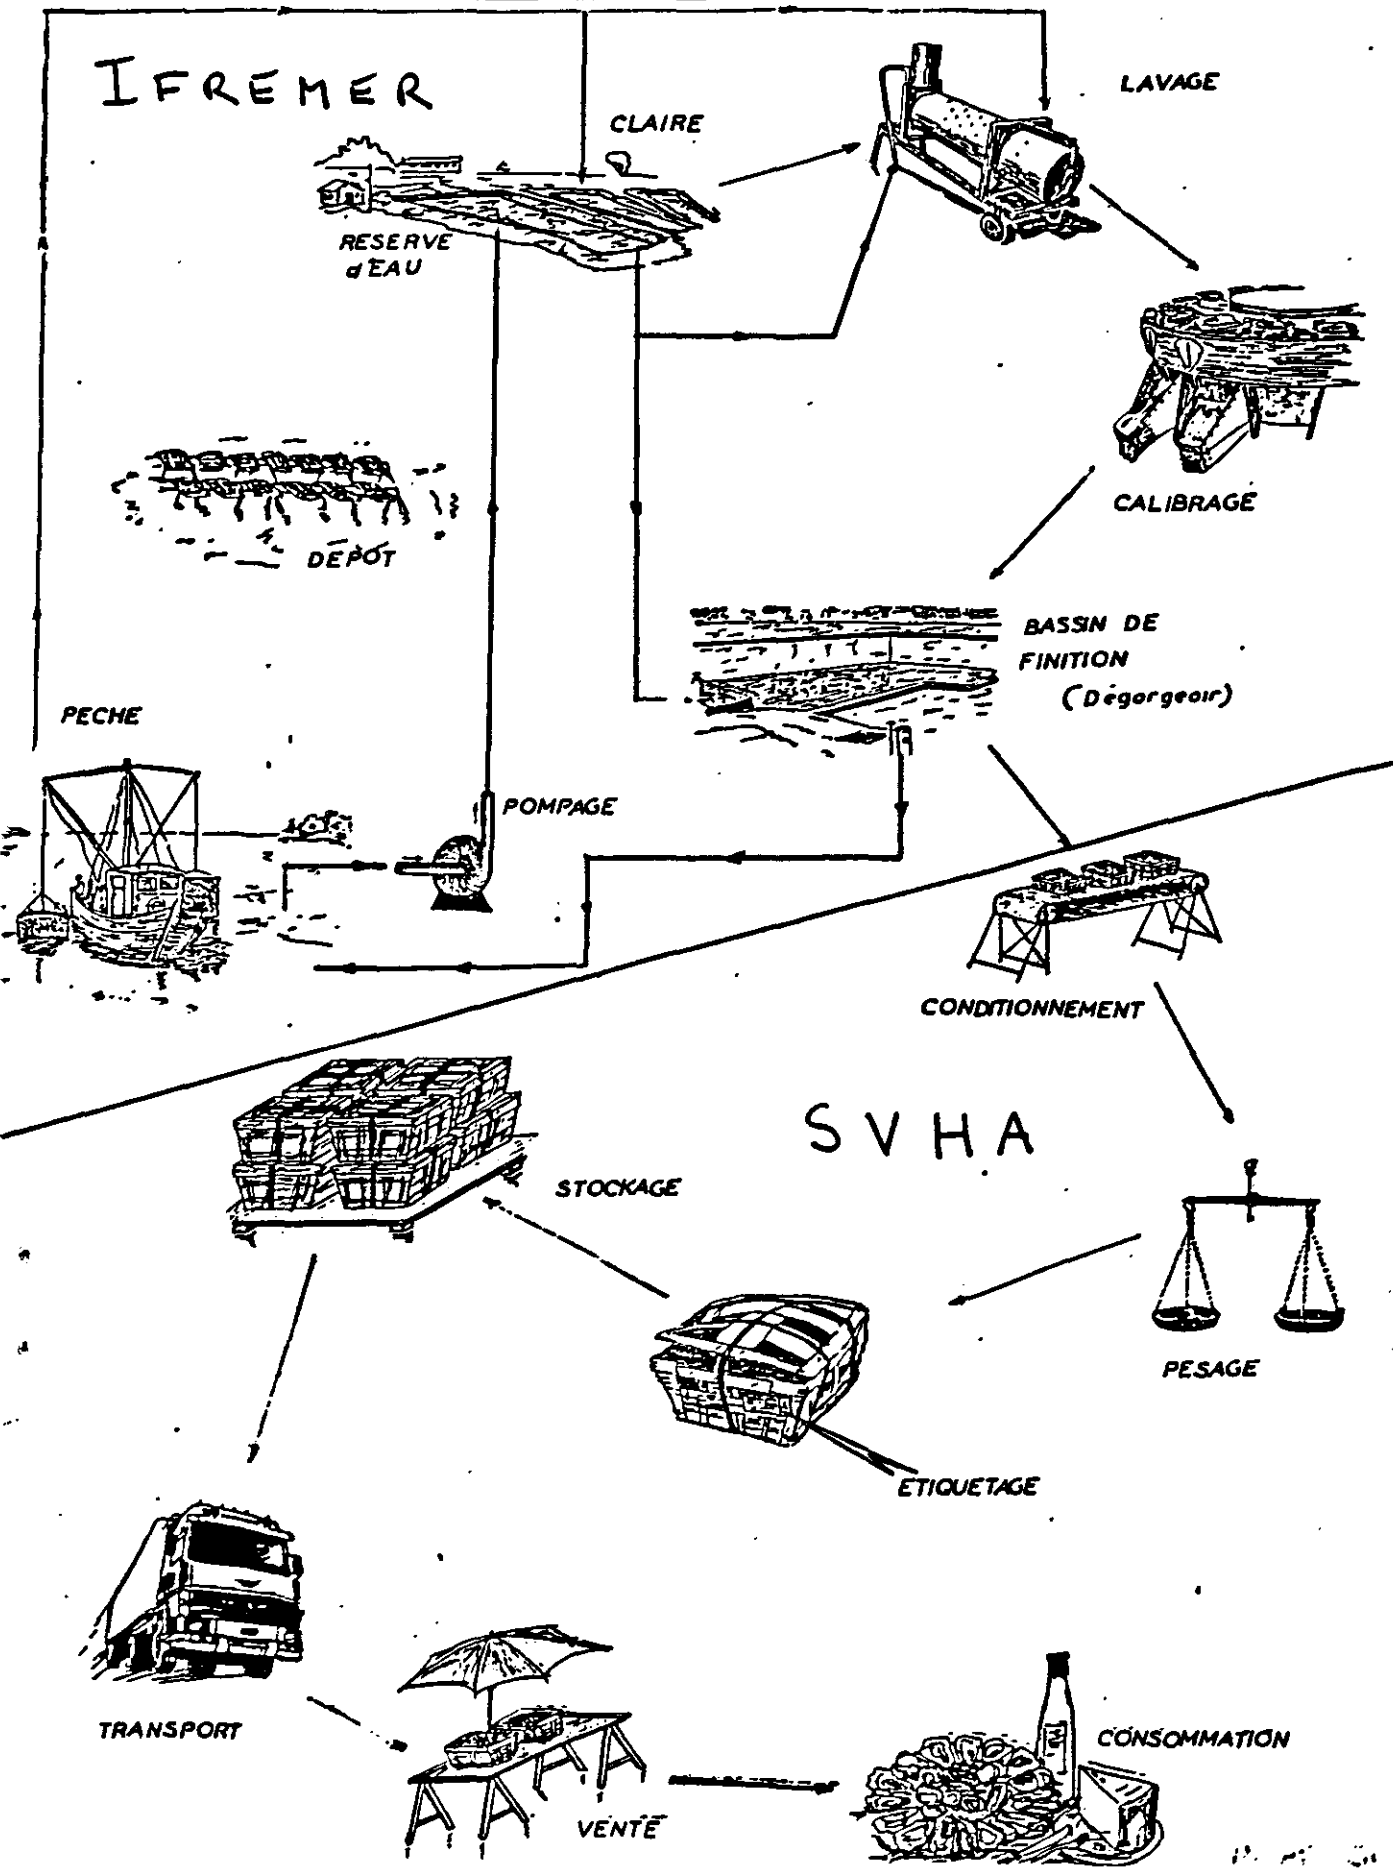 IFREMER
LAVAGE
CLAIRE
RESERVE
d'EAU
CALIBRAGE
DÉPÔT
BASSIN DE
FINITION
(Dégorgeoir)
PECHE
POMPAGE
CONDITIONNEMENT
SVHA
STOCKAGE
PESAGE
ETIQUETAGE
TRANSPORT
CONSOMMATION
VENTE